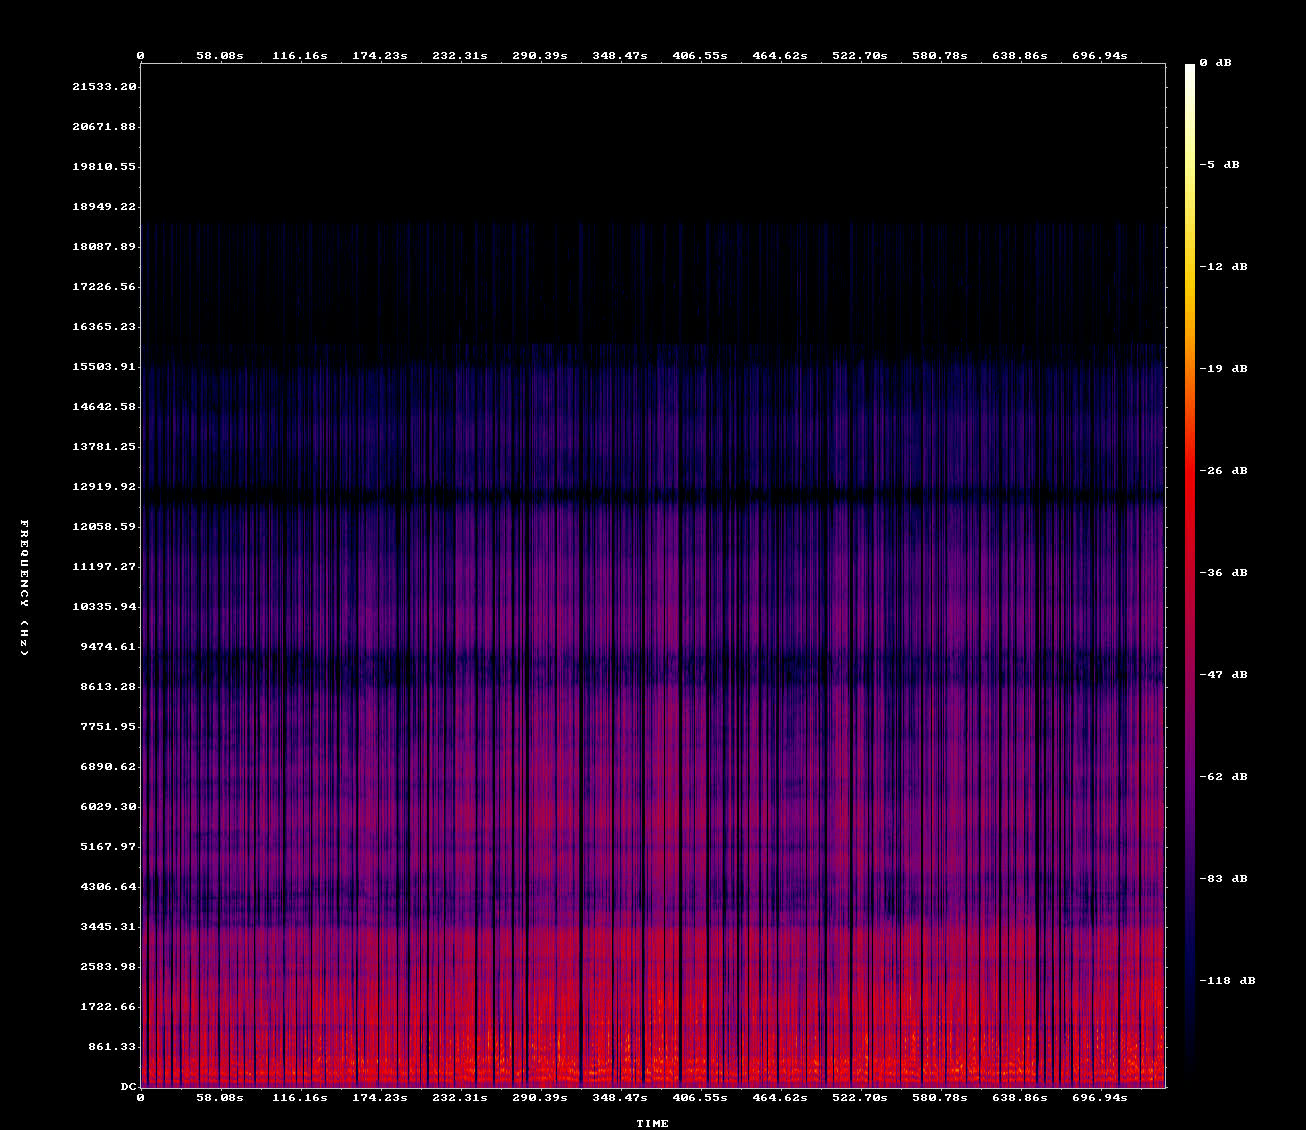 0 58.08s 116.16s 174.23s 232.31s 290.39s 348.47s 406.55s 464.62s 522.70s 580.78s 638.86s 696.94s
0 dB
21533.20
20671.88
19810.55
-5 dB
18949.22
18087.89
-12 dB
17226.56
16365.23
15503.91
-19 dB
14642.58
13781.25
-26 dB
12919.92
12058.59
11197.27
-36 dB
10335.94
9474.61
-47 dB
8613.28
7751.95
6890.62
-62 dB
6029.30
5167.97
4306.64
-83 dB
3445.31
2583.98
-118 dB
1722.66
861.33
DC
FREQUENCY (Hz)
0 58.08s 116.16s 174.23s 232.31s 290.39s 348.47s 406.55s 464.62s 522.70s 580.78s 638.86s 696.94s
TIME